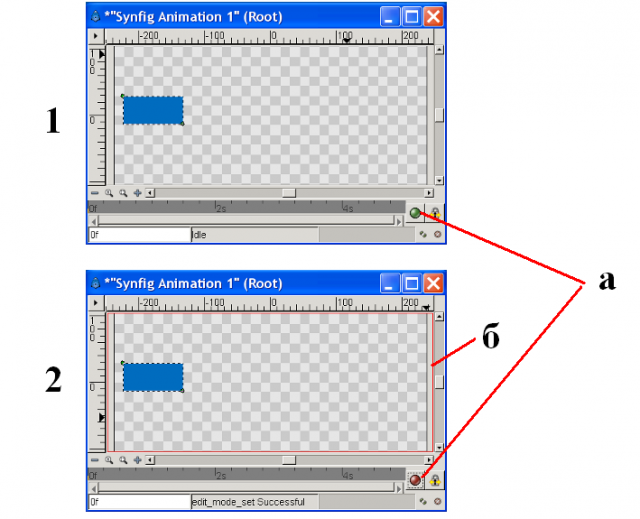 *"Synfig Animation 1" (Root)
-200 -100 0 100 200
100
0
1
0f 2s 4s
0f Idle
а
*"Synfig Animation 1" (Root)
-200 -100 0 100 200
100
б
0
2
0f 2s 4s
0f edit_mode_set Successful